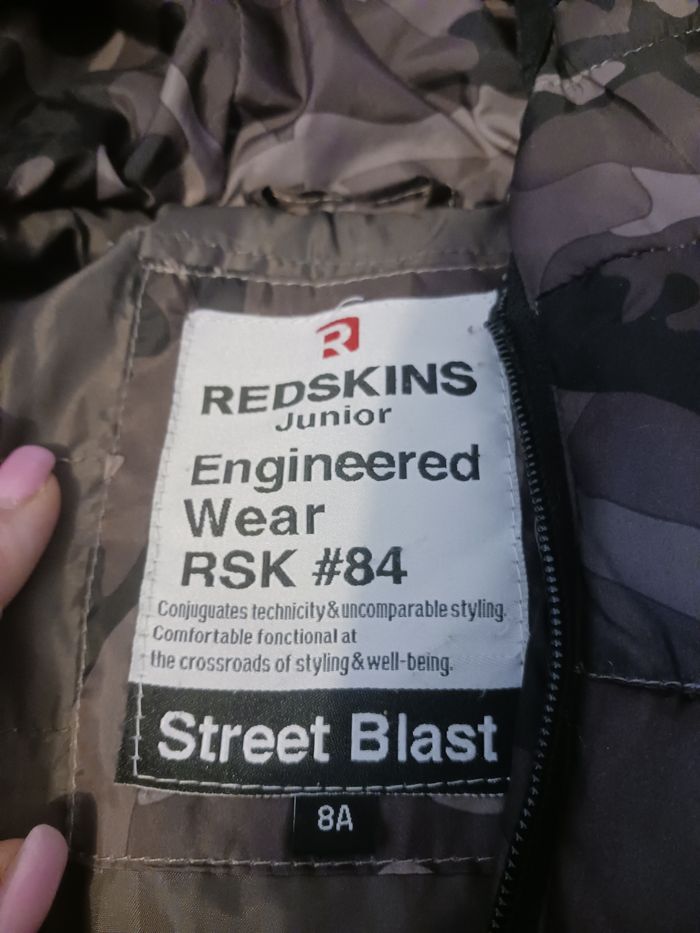 R
REDSKINS
Junior
Engineered
Wear
RSK #84
Conjuguates technicity & uncomparable styling.
Comfortable fonctional at
the crossroads of styling & well-being.
Street Blast
8A